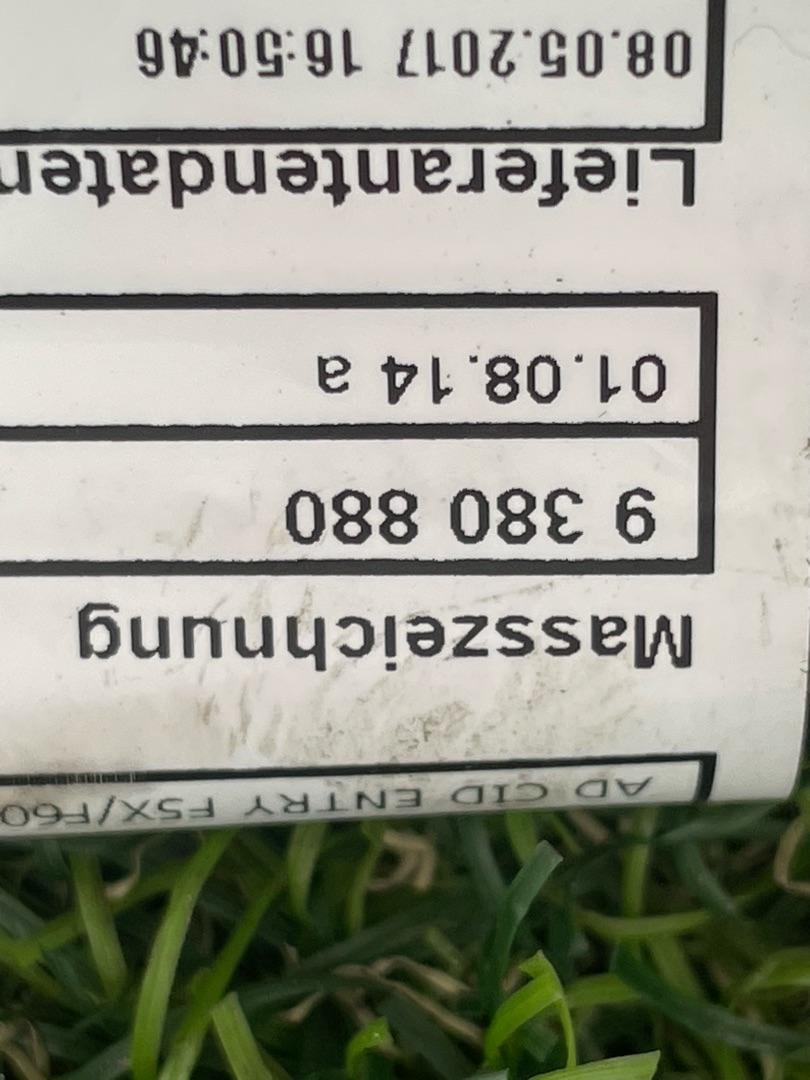 AD CID ENTRY F5X/F60
Masszeichnung
9 380 880
01.08.14 a
Lieferantendaten
08.05.2017 16:50:46